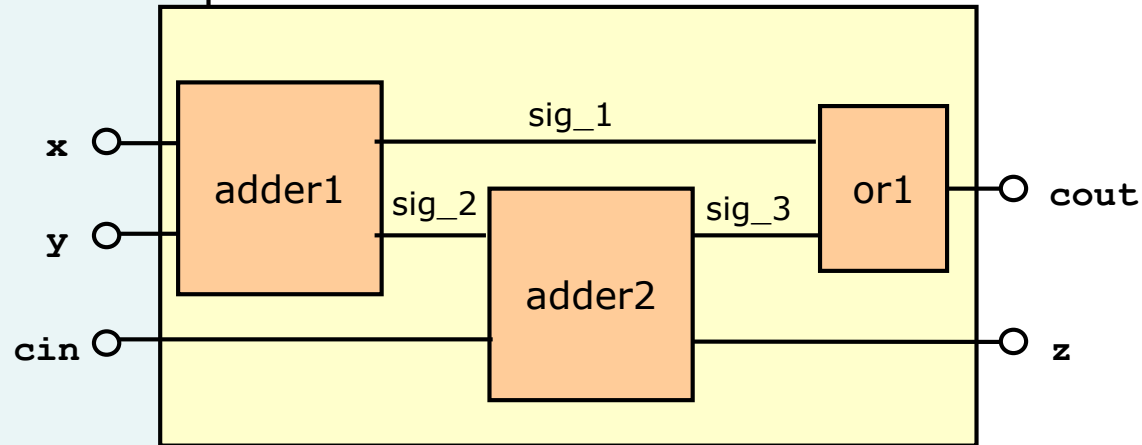 sig_1
x
adder1
sig_2
sig_3
or1
cout
y
adder2
cin
z